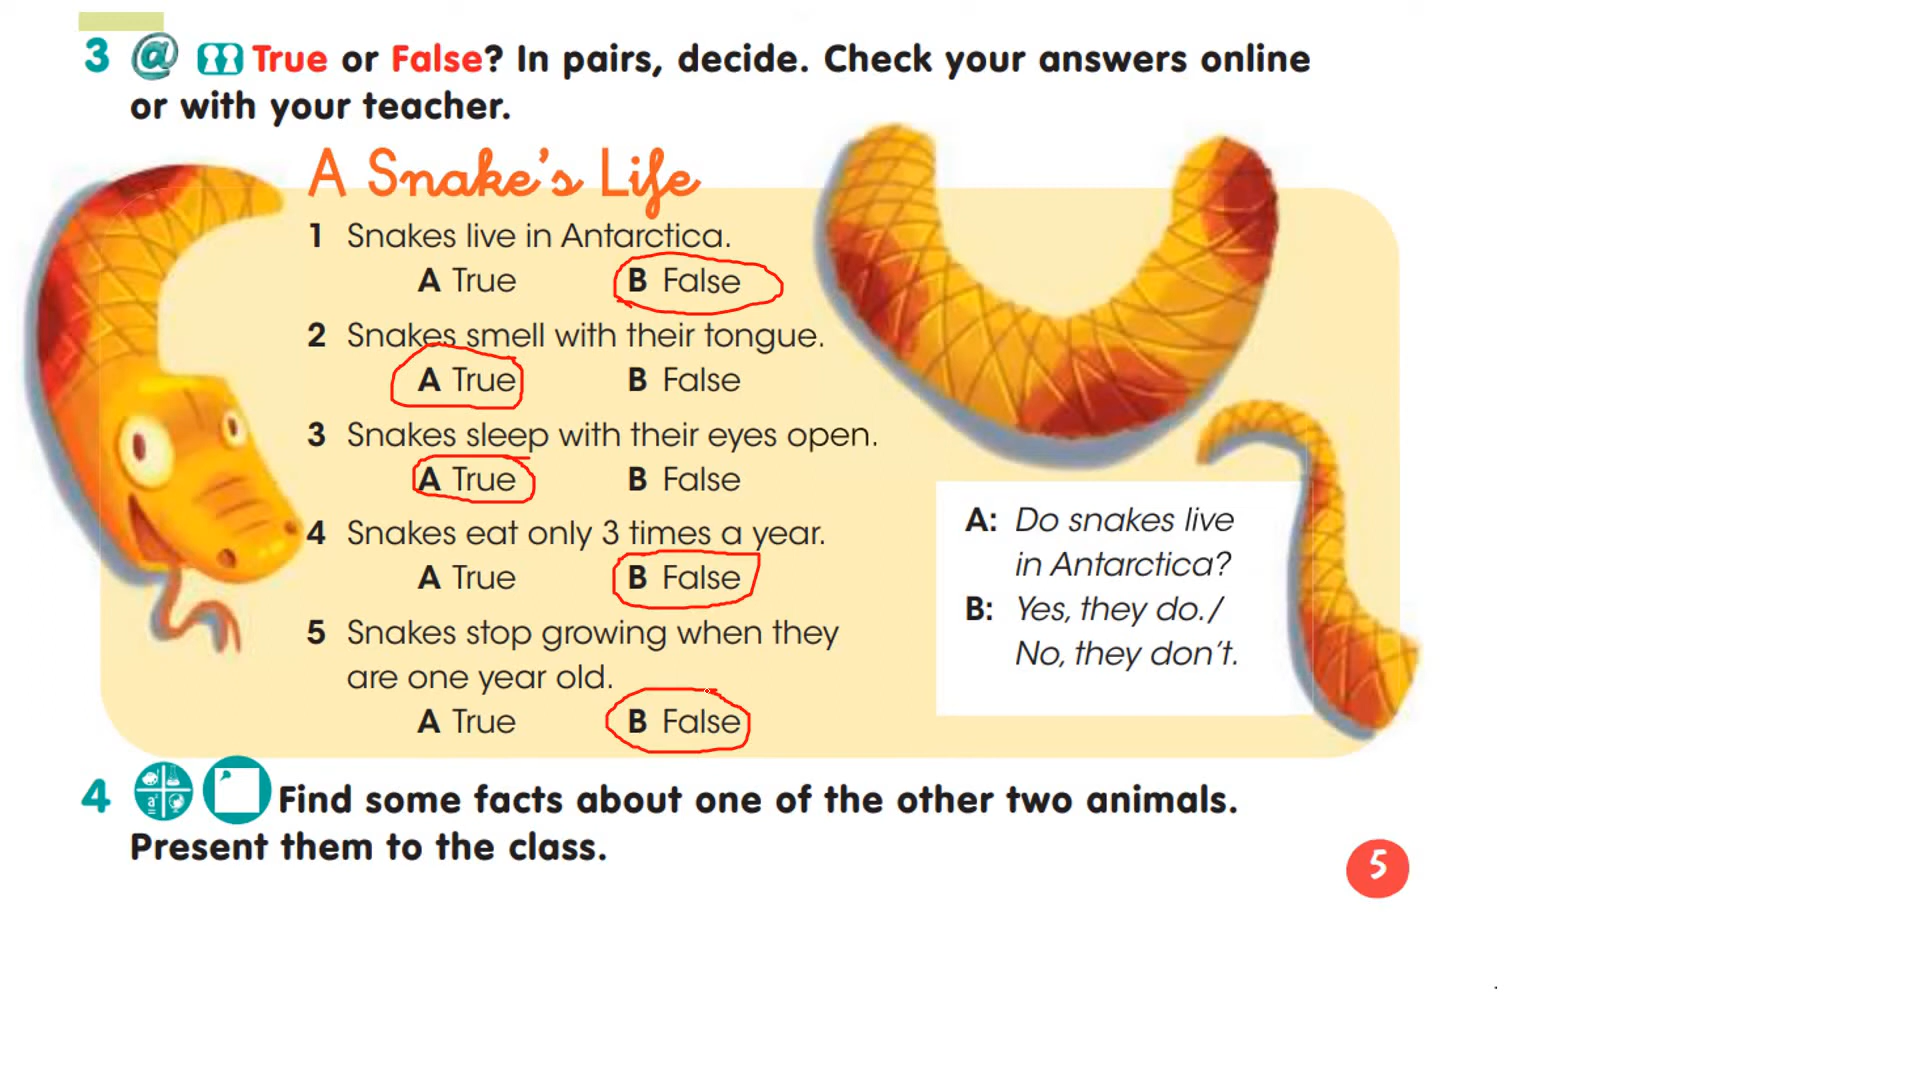 3 @ True or False? In pairs, decide. Check your answers online
or with your teacher.
A Snake's Life
1 Snakes live in Antarctica.
A True B False
2 Snakes smell with their tongue.
A True B False
3 Snakes sleep with their eyes open.
A True B False
4 Snakes eat only 3 times a year.
A True B False
5 Snakes stop growing when they
are one year old.
A True B False
A: Do snakes live
in Antarctica?
B: Yes, they do./
No, they don't.
4 Find some facts about one of the other two animals.
Present them to the class.
5